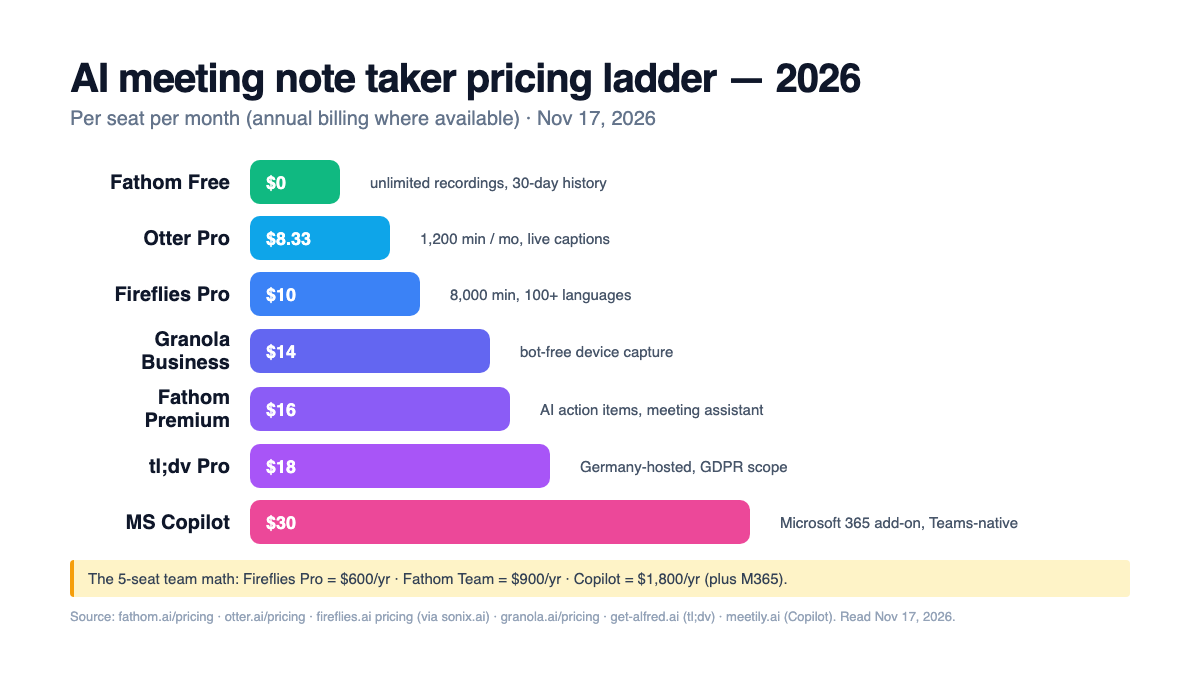 AI meeting note taker pricing ladder — 2026
Per seat per month (annual billing where available) · Nov 17, 2026
Fathom Free
$0
unlimited recordings, 30-day history
Otter Pro
$8.33
1,200 min / mo, live captions
Fireflies Pro
$10
8,000 min, 100+ languages
Granola
Business
$14
bot-free device capture
Fathom
Premium
$16
AI action items, meeting assistant
tl;dv Pro
$18
Germany-hosted, GDPR scope
MS Copilot
$30
Microsoft 365 add-on, Teams-native
The 5-seat team math: Fireflies Pro = $600/yr · Fathom Team = $900/yr · Copilot = $1,800/yr (plus M365).
Source: fathom.ai/pricing · otter.ai/pricing · fireflies.ai pricing (via sonix.ai) · granola.ai/pricing · get-alfred.ai (tl;dv) · meetily.ai (Copilot). Read Nov 17, 2026.